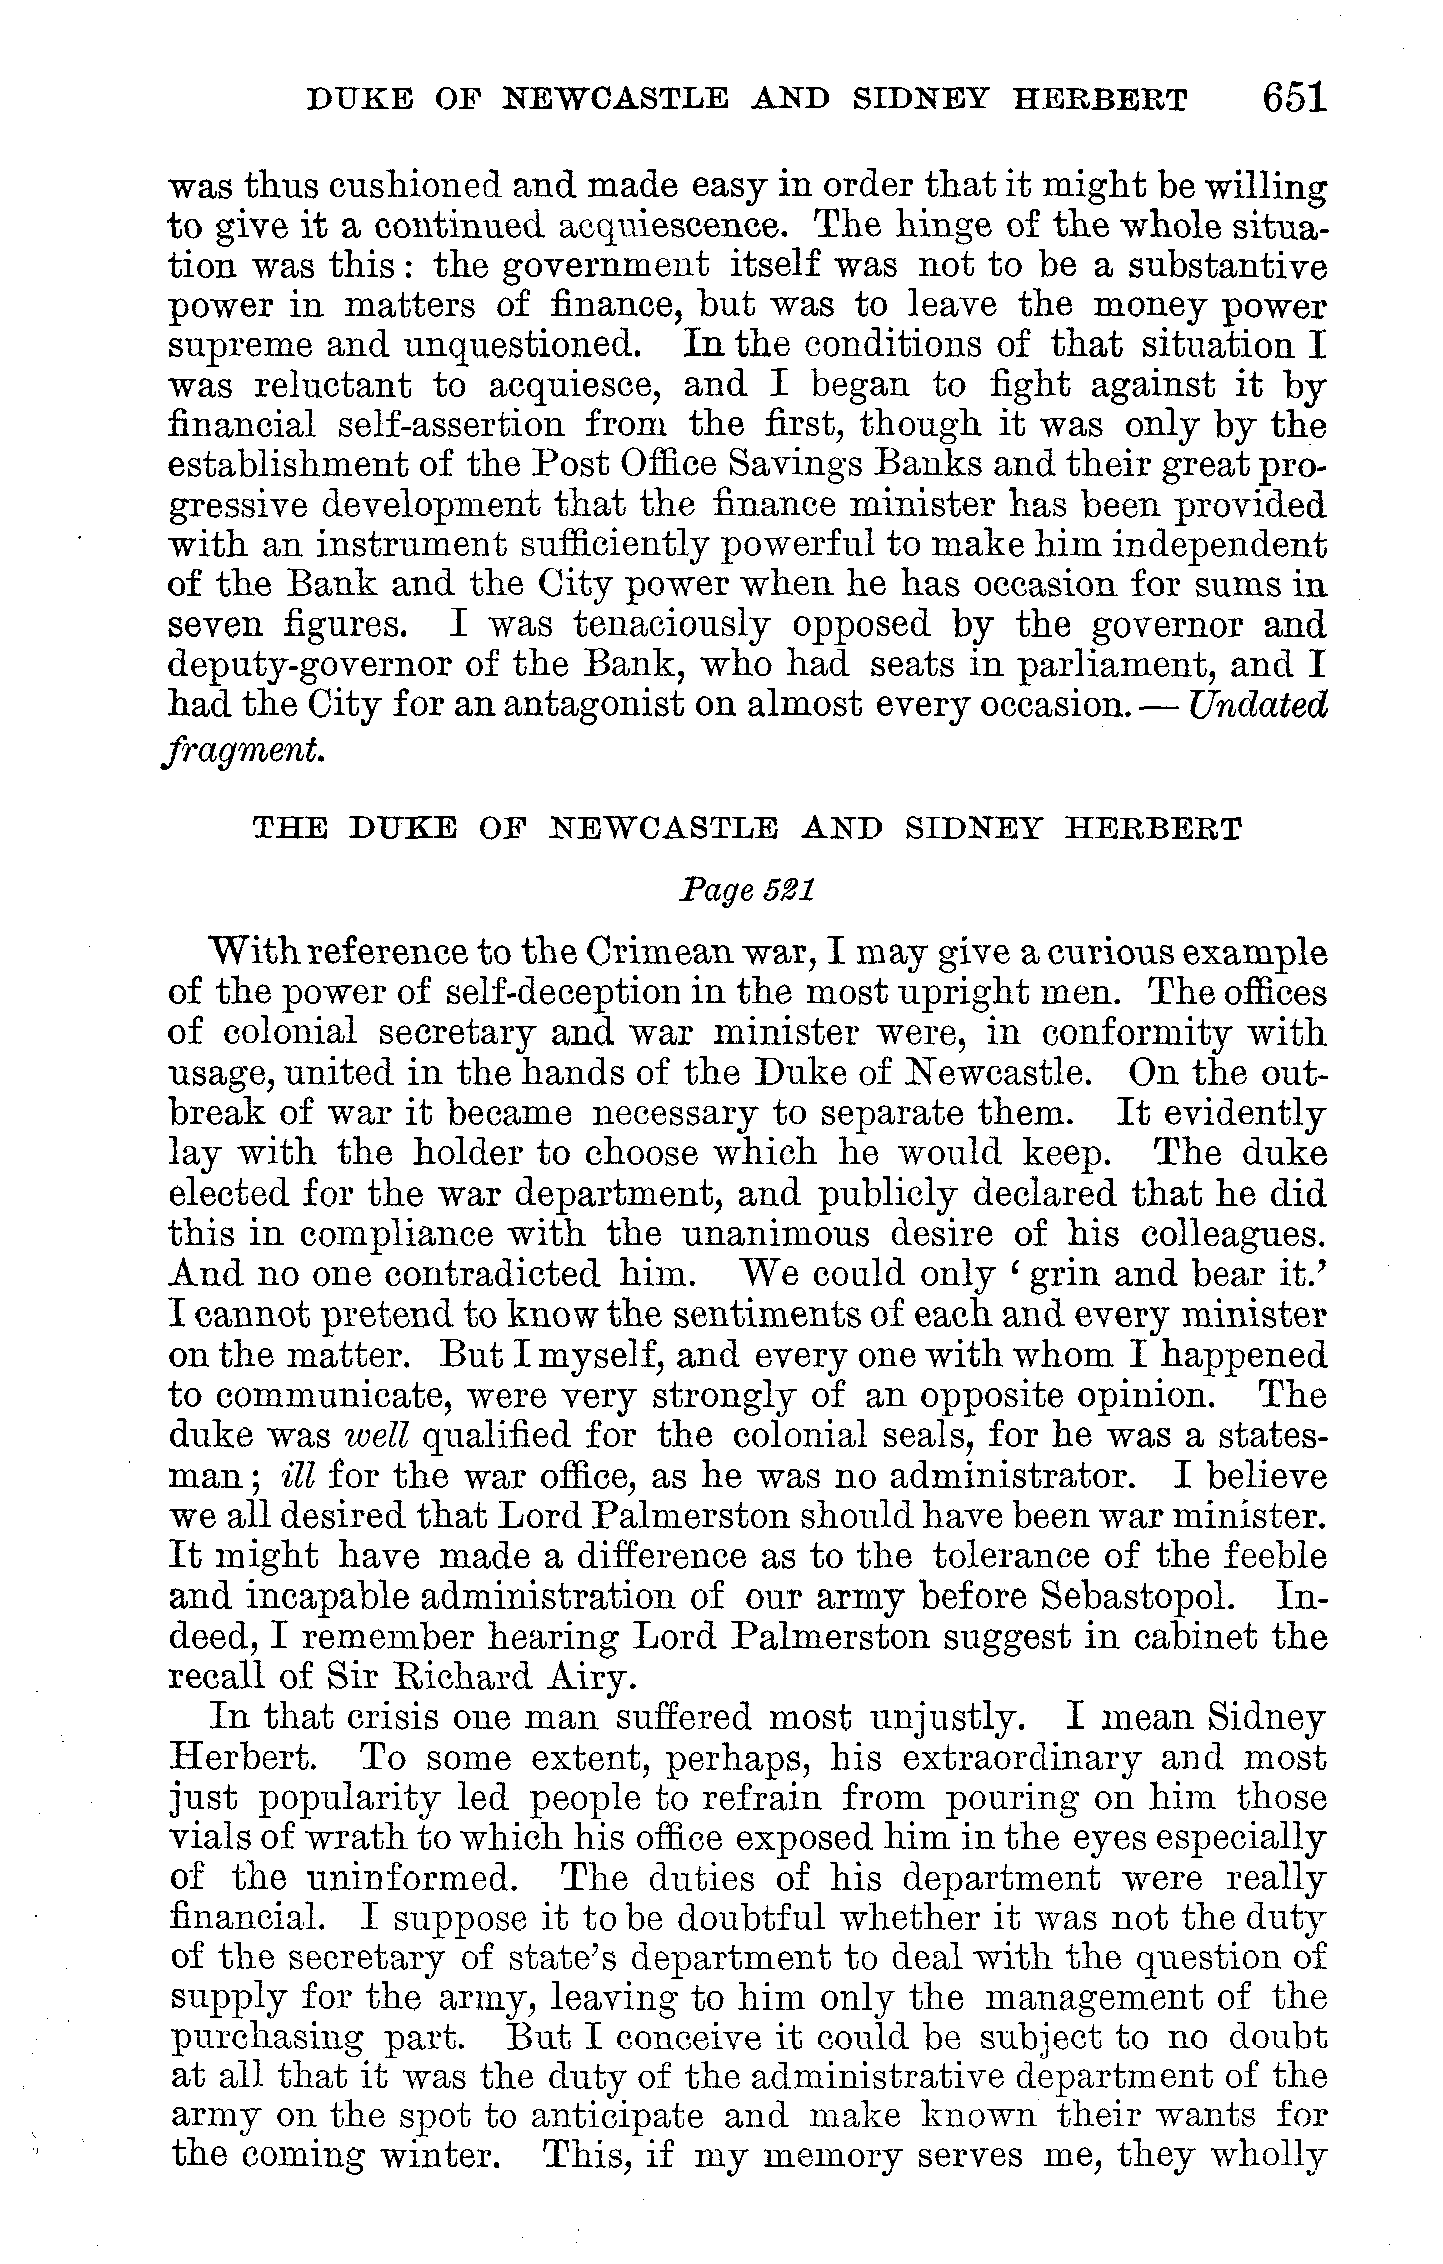 DUKE OF NEWCASTLE AND SIDNEY HERBERT 651
was thus cushioned and made easy in order that it might be willing
to give it a continued acquiescence. The hinge of the whole situa-
tion was this: the government itself was not to be a substantive
power in matters of finance, but was to leave the money power
supreme and unquestioned. In the conditions of that situation I
was reluctant to acquiesce, and I began to fight against it by
financial self-assertion from the first, though it was only by the
establishment of the Post Office Savings Banks and their great pro-
gressive development that the finance minister has been provided
with an instrument sufficiently powerful to make him independent
of the Bank and the City power when he has occasion for sums in
seven figures. I was tenaciously opposed by the governor and
deputy-governor of the Bank, who had seats in parliament, and I
had the City for an antagonist on almost every occasion.— Undated
fragment.
THE DUKE OF NEWCASTLE AND SIDNEY HERBERT
Page 521
With reference to the Crimean war, I may give a curious example
of the power of self-deception in the most upright men. The offices
of colonial secretary and war minister were, in conformity with
usage, united in the hands of the Duke of Newcastle. On the out-
break of war it became necessary to separate them. It evidently
lay with the holder to choose which he would keep. The duke
elected for the war department, and publicly declared that he did
this in compliance with the unanimous desire of his colleagues.
And no one contradicted him. We could only ‘grin and bear it.’
I cannot pretend to know the sentiments of each and every minister
on the matter. But I myself, and every one with whom I happened
to communicate, were very strongly of an opposite opinion. The
duke was well qualified for the colonial seals, for he was a states-
man; ill for the war office, as he was no administrator. I believe
we all desired that Lord Palmerston should have been war minister.
It might have made a difference as to the tolerance of the feeble
and incapable administration of our army before Sebastopol. In-
deed, I remember hearing Lord Palmerston suggest in cabinet the
recall of Sir Richard Airy.
In that crisis one man suffered most unjustly. I mean Sidney
Herbert. To some extent, perhaps, his extraordinary and most
just popularity led people to refrain from pouring on him those
vials of wrath to which his office exposed him in the eyes especially
of the uninformed. The duties of his department were really
financial. I suppose it to be doubtful whether it was not the duty
of the secretary of state’s department to deal with the question of
supply for the army, leaving to him only the management of the
purchasing part. But I conceive it could be subject to no doubt
at all that it was the duty of the administrative department of the
army on the spot to anticipate and make known their wants for
the coming winter. This, if my memory serves me, they wholly